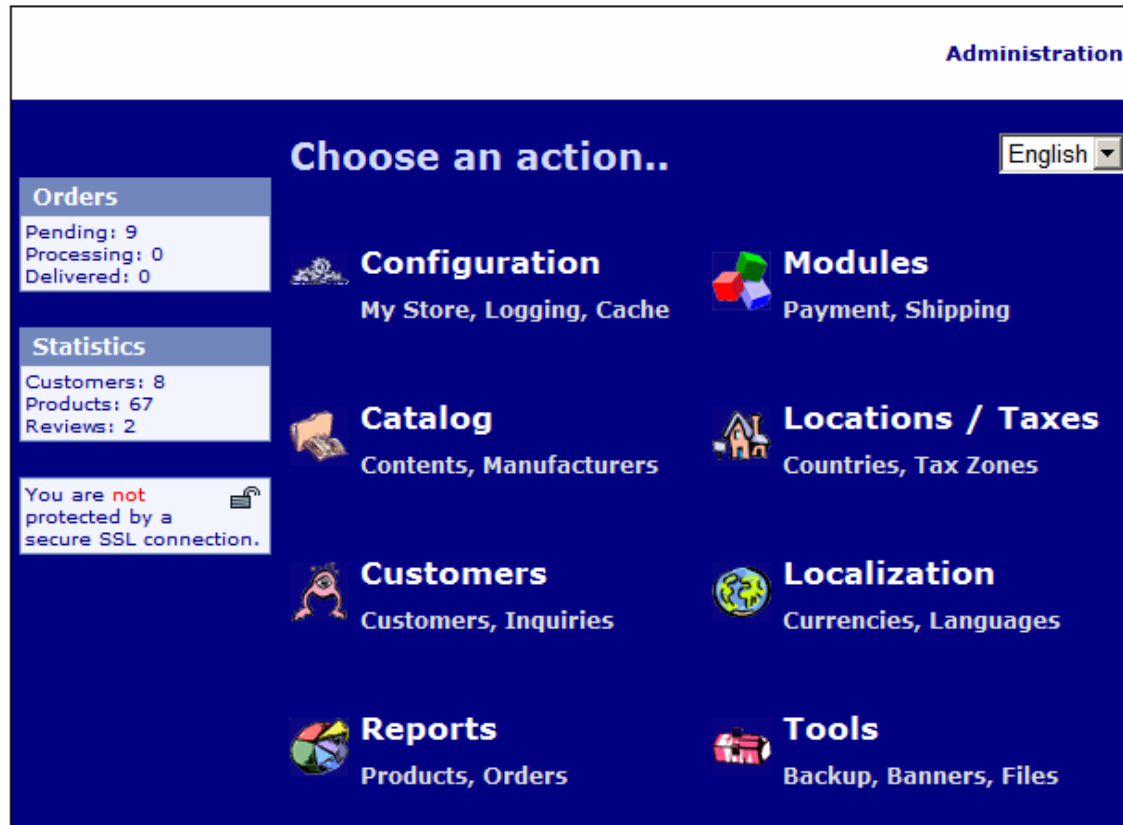 Administration
Choose an action..
English
Orders
Pending: 9
Processing: 0
Delivered: 0
Statistics
Customers: 8
Products: 67
Reviews: 2
You are not
protected by a
secure SSL connection.
Configuration
My Store, Logging, Cache
Modules
Payment, Shipping
Catalog
Contents, Manufacturers
Locations / Taxes
Countries, Tax Zones
Customers
Customers, Inquiries
Localization
Currencies, Languages
Reports
Products, Orders
Tools
Backup, Banners, Files